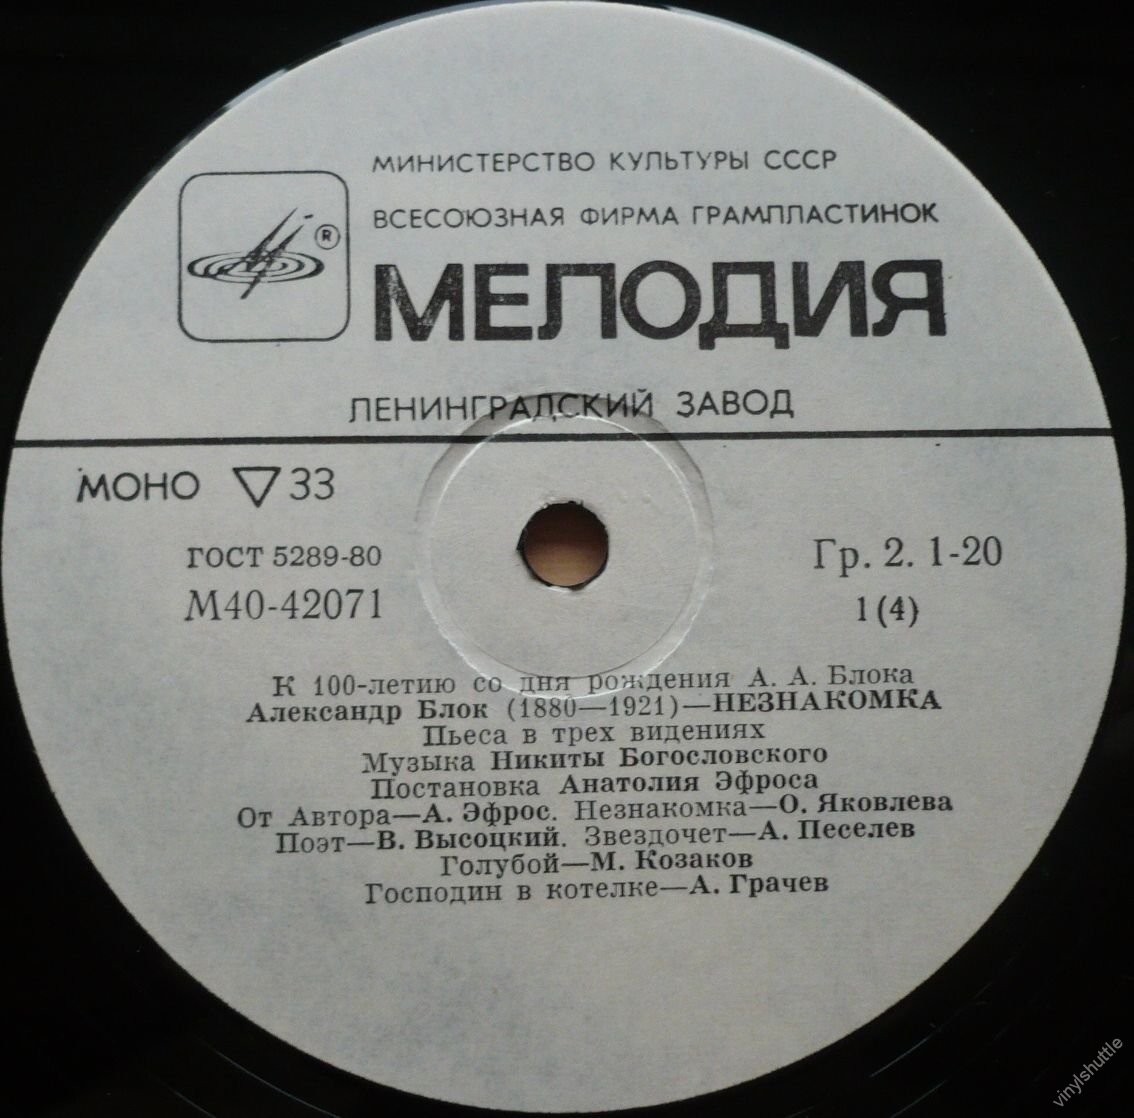 МИНИСТЕРСТВО КУЛЬТУРЫ СССР
ВСЕСОЮЗНАЯ ФИРМА ГРАМПЛАСТИНОК
®
МЕЛОДИЯ
ЛЕНИНГРАДСКИЙ ЗАВОД
МОНО ▽ 33
ГОСТ 5289-80
М40-42071
Гр. 2. 1-20
1 (4)
К 100-летию со дня рождения А. А. Блока
Александр Блок (1880—1921)—НЕЗНАКОМКА
Пьеса в трех видениях
Музыка Никиты Богословского
Постановка Анатолия Эфроса
От Автора—А. Эфрос. Незнакомка—О. Яковлева
Поэт—В. Высоцкий. Звездочет—А. Песелев
Голубой—М. Козаков
Господин в котелке—А. Грачев
vinylshuttle